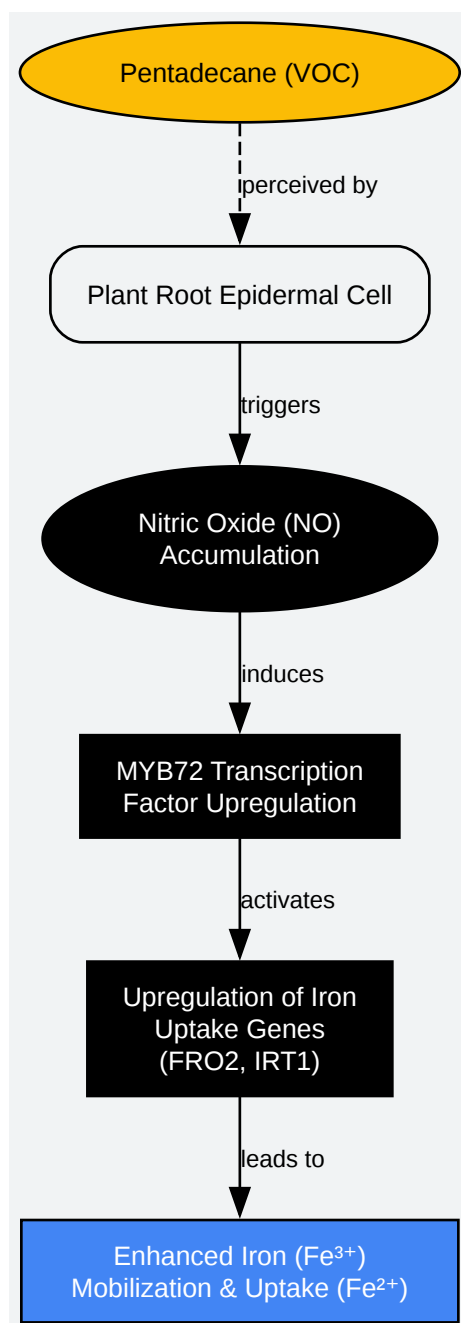 Pentadecane (VOC)
perceived by
Plant Root Epidermal Cell
triggers
Nitric Oxide (NO)
Accumulation
induces
MYB72 Transcription
Factor Upregulation
activates
Upregulation of Iron
Uptake Genes
(FRO2, IRT1)
leads to
Enhanced Iron (Fe³⁺)
Mobilization & Uptake (Fe²⁺)